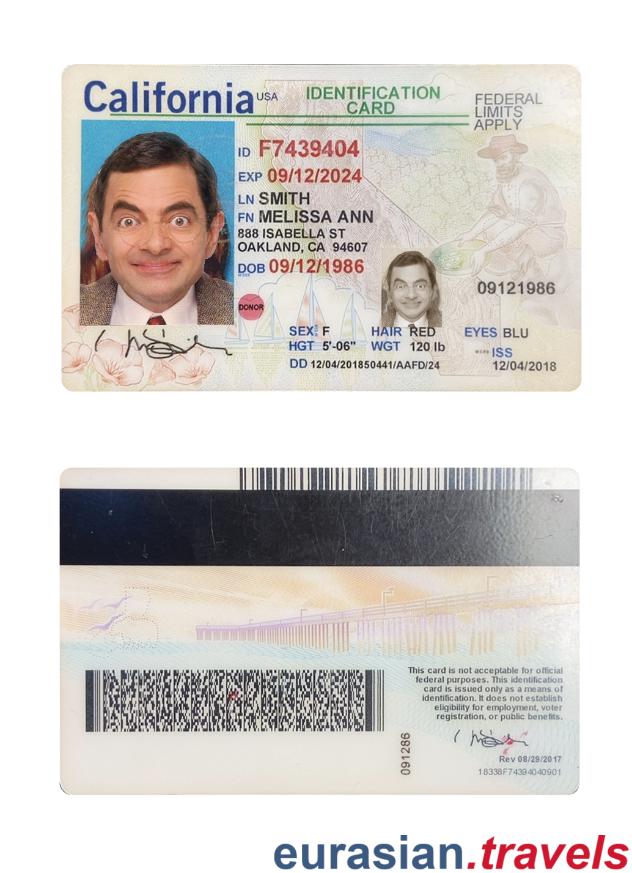 California USA
IDENTIFICATION
CARD
FEDERAL
LIMITS
APPLY
ID F7439404
EXP 09/12/2024
LN SMITH
FN MELISSA ANN
888 ISABELLA ST
OAKLAND, CA 94607
DOB 09/12/1986
DONOR
09121986
SEX F HAIR RED EYES BLU
HGT 5'-06" WGT 120 lb ISS
DD 12/04/201850441/AAFD/24 12/04/2018
This card is not acceptable for official
federal purposes. This identification
card is issued only as a means of
identification. It does not establish
eligibility for employment, voter
registration, or public benefits.
091286
Rev 08/29/2017
18338F74394040901
eurasian.travels